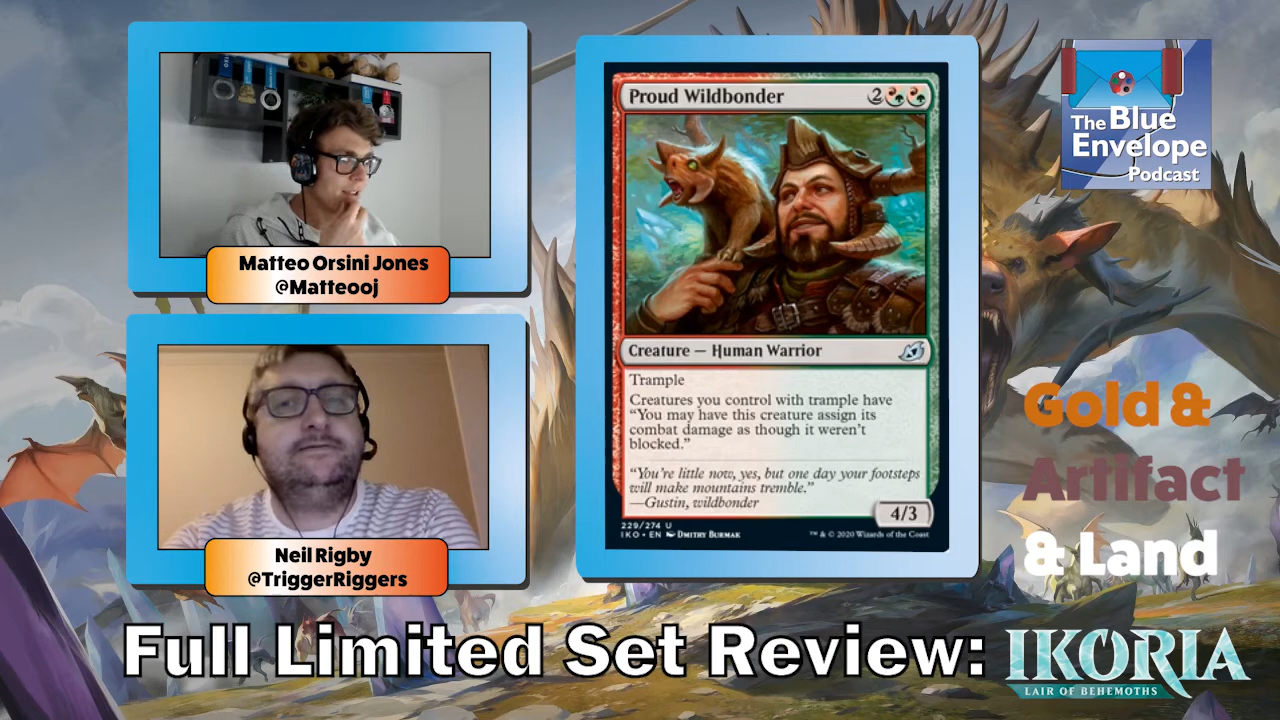 Matteo Orsini Jones
@Matteooj
Neil Rigby
@TriggerRiggers
Proud Wildbonder
2
Creature — Human Warrior
Trample
Creatures you control with trample have
“You may have this creature assign its
combat damage as though it weren’t
blocked.”
“You’re little now, yes, but one day your footsteps
will make mountains tremble.”
—Gustin, wildbonder
4/3
229/274 U
IKO • EN Dmitry Burmak
™ & © 2020 Wizards of the Coast
The Blue
Envelope
Podcast
Gold &
Artifact
& Land
Full Limited Set Review:
IKORIA
LAIR OF BEHEMOTHS